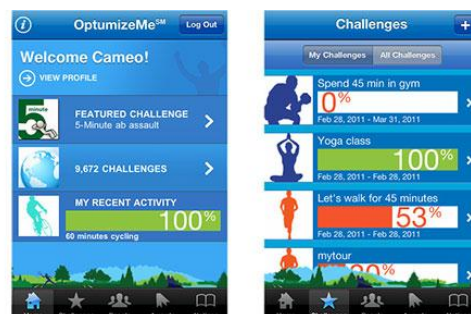 OptumizeMe℠
Log Out
Welcome Cameo!
VIEW PROFILE
minute
5
FEATURED CHALLENGE
5-Minute ab assault
9,672 CHALLENGES
MY RECENT ACTIVITY
100%
60 minutes cycling
Challenges
+
My Challenges All Challenges
Spend 45 min in gym
0%
Feb 28, 2011 - Mar 31, 2011
Yoga class
100%
Feb 28, 2011 - Feb 28, 2011
Let's walk for 45 minutes
53%
Feb 28, 2011 - Feb 28, 2011
mytour